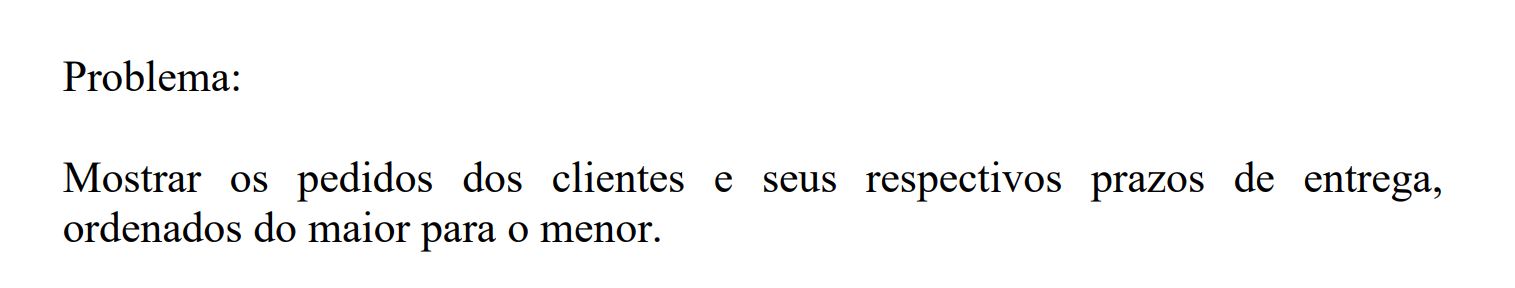 Problema:
Mostrar os pedidos dos clientes e seus respectivos prazos de entrega,
ordenados do maior para o menor.